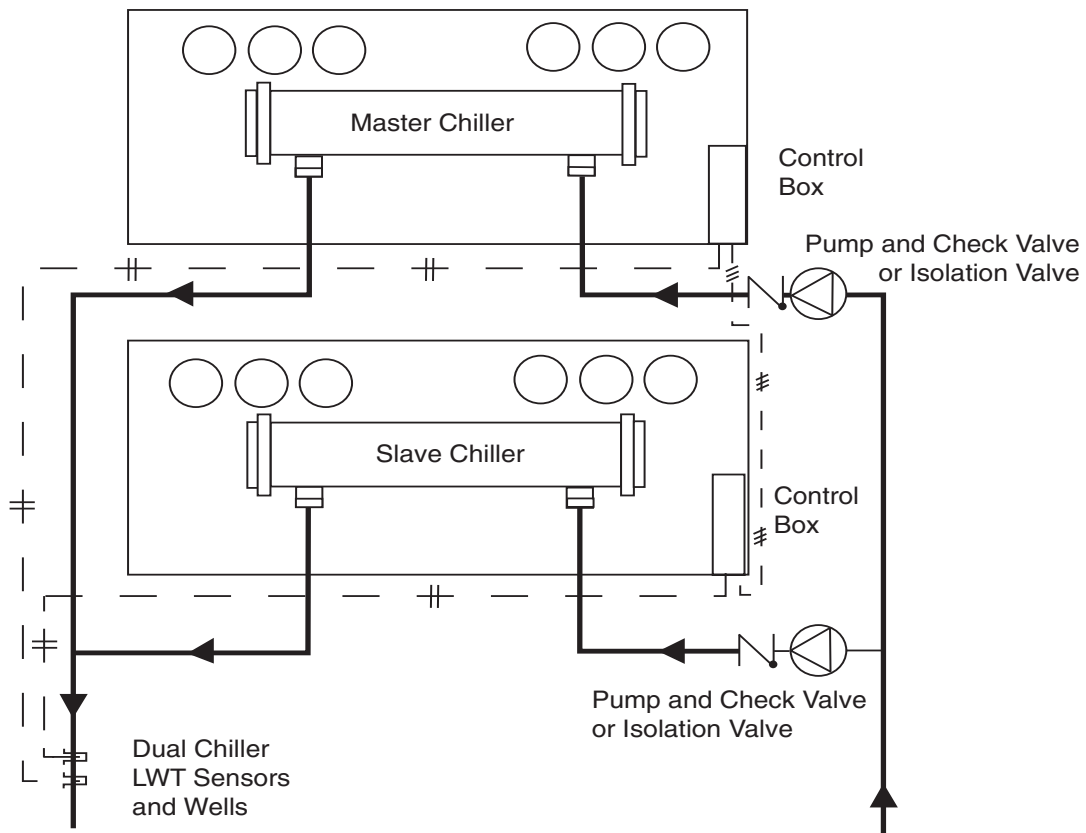 Master Chiller
Control
Box
Pump and Check Valve
or Isolation Valve
Slave Chiller
Control
Box
Pump and Check Valve
or Isolation Valve
Dual Chiller
LWT Sensors
and Wells